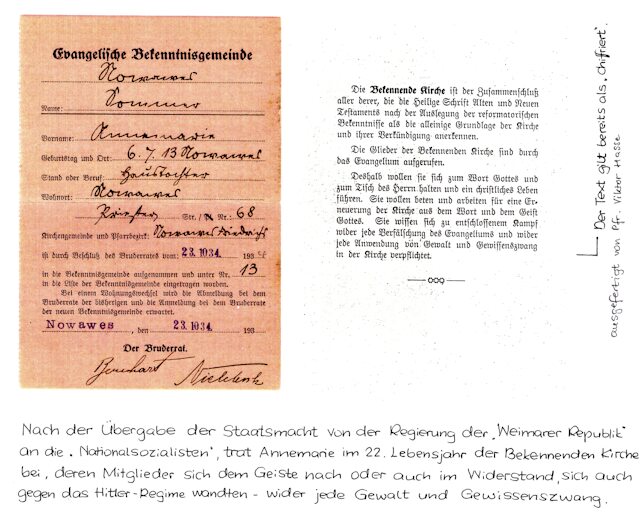 Evangelische Bekenntnisgemeinde
Nowawes
Name: Sommer
Vorname: Annemarie
Geburtstag und Ort: 6. 7. 13 Nowawes
Stand oder Beruf: Haustochter
Wohnort: Nowawes
Priester Str. Nr.: 68
Kirchengemeinde und Pfarrbezirk: Nowawes Friedrichs
ist durch Beschluß des Bruderrates vom: 23. 10 34. 193
in die Bekenntnisgemeinde aufgenommen und unter Nr. 13
in die Liste der Bekenntnisgemeinde eingetragen worden.
Bei einem Wohnungswechsel wird die Abmeldung bei dem
Bruderrate der bisherigen und die Anmeldung bei dem Bruderrate
der neuen Bekenntnisgemeinde erwartet.
Nowawes, den 23. 10 34. 193
Der Bruderrat.
Die Bekennende Kirche ist der Zusammenschluß
aller derer, die die Heilige Schrift Alten und Neuen
Testaments nach der Auslegung der reformatorischen
Bekenntnisse als die alleinige Grundlage der Kirche
und ihrer Verkündigung anerkennen.
Die Glieder der Bekennenden Kirche sind durch
das Evangelium aufgerufen.
Deshalb wollen sie sich zum Wort Gottes und
zum Tisch des Herrn halten und ein christliches Leben
führen. Sie wollen beten und arbeiten für eine Er-
neuerung der Kirche aus dem Wort und dem Geist
Gottes. Sie wissen sich zu entschlossenem Kampf
wider jede Verfälschung des Evangeliums und wider
jede Anwendung von Gewalt und Gewissenszwang
in der Kirche verpflichtet.
Der Text gilt bereits als „chiffriert“.
ausgefertigt von Pfr. Viktor Hasse
Nach der Übergabe der Staatsmacht von der Regierung der „Weimarer Republik“
an die „Nationalsozialisten“, trat Annemarie im 22. Lebensjahr der Bekennenden Kirche
bei, deren Mitglieder sich dem Geiste nach oder auch im Widerstand, sich auch
gegen das Hitler-Regime wandten - wider jede Gewalt und Gewissenszwang.